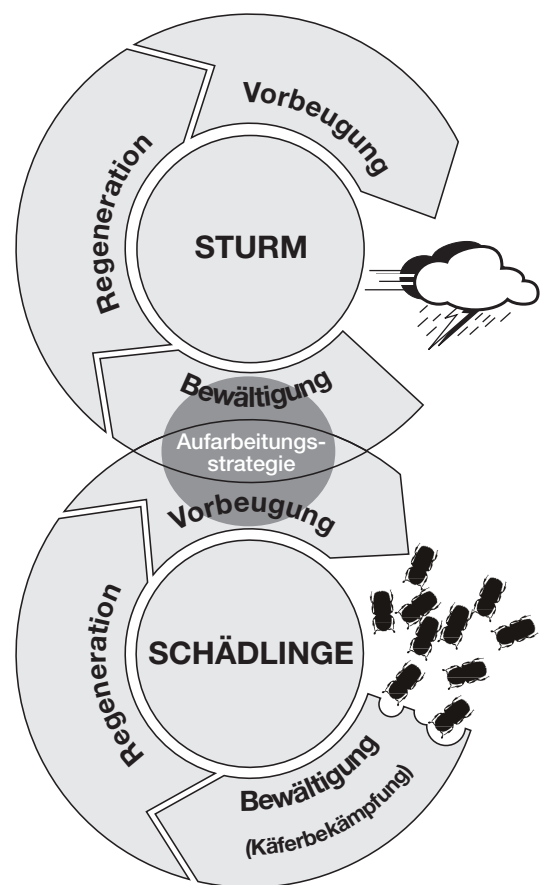 Vorbeugung
Regeneration
STURM
Bewältigung
Aufarbeitungs-
strategie
Vorbeugung
Regeneration
SCHÄDLINGE
Bewältigung
(Käferbekämpfung)